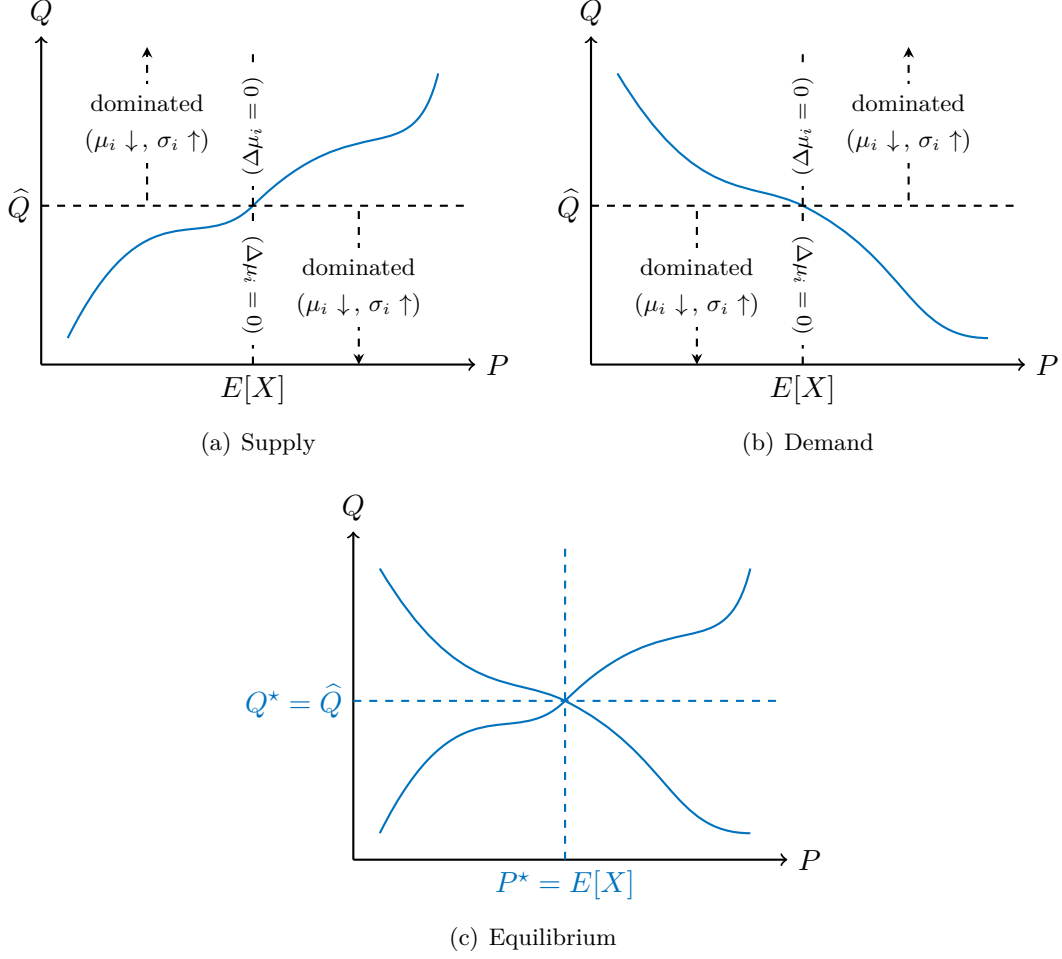 Q
dominated
(μ_i ↓, σ_i ↑)
(Δμ_i = 0)
Q̂
(Δμ_i = 0)
dominated
(μ_i ↓, σ_i ↑)
P
E[X]
(a) Supply
Q
(Δμ_i = 0)
dominated
(μ_i ↓, σ_i ↑)
Q̂
dominated
(μ_i ↓, σ_i ↑)
(Δμ_i = 0)
P
E[X]
(b) Demand
Q
Q⋆ = Q̂
P
P⋆ = E[X]
(c) Equilibrium